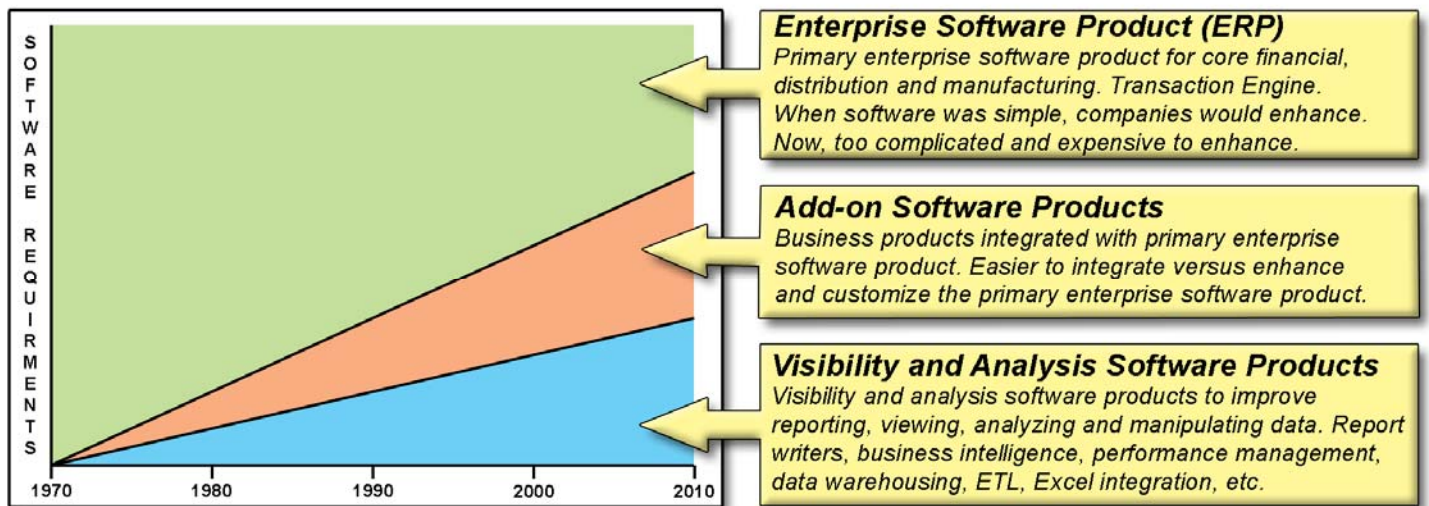 SOFTWARE REQUIRMENTS
1970
1980
1990
2000
2010
Enterprise Software Product (ERP)
Primary enterprise software product for core financial,
distribution and manufacturing. Transaction Engine.
When software was simple, companies would enhance.
Now, too complicated and expensive to enhance.
Add-on Software Products
Business products integrated with primary enterprise
software product. Easier to integrate versus enhance
and customize the primary enterprise software product.
Visibility and Analysis Software Products
Visibility and analysis software products to improve
reporting, viewing, analyzing and manipulating data. Report
writers, business intelligence, performance management,
data warehousing, ETL, Excel integration, etc.